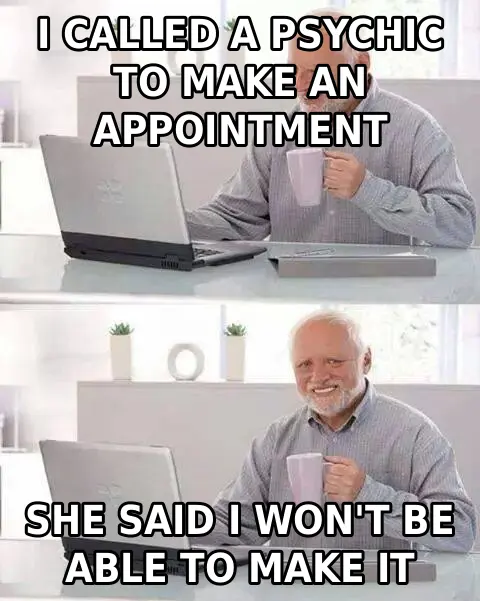 I CALLED A PSYCHIC
TO MAKE AN
APPOINTMENT
SHE SAID I WON'T BE
ABLE TO MAKE IT